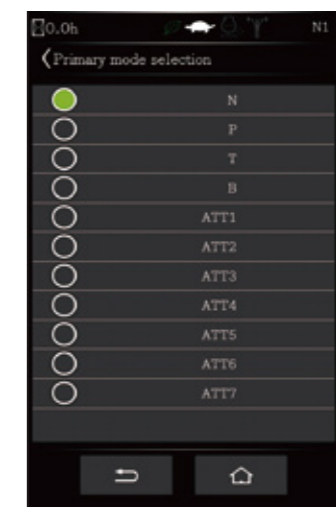 0.0h N1
Primary mode selection
N
P
T
B
ATT1
ATT2
ATT3
ATT4
ATT5
ATT6
ATT7